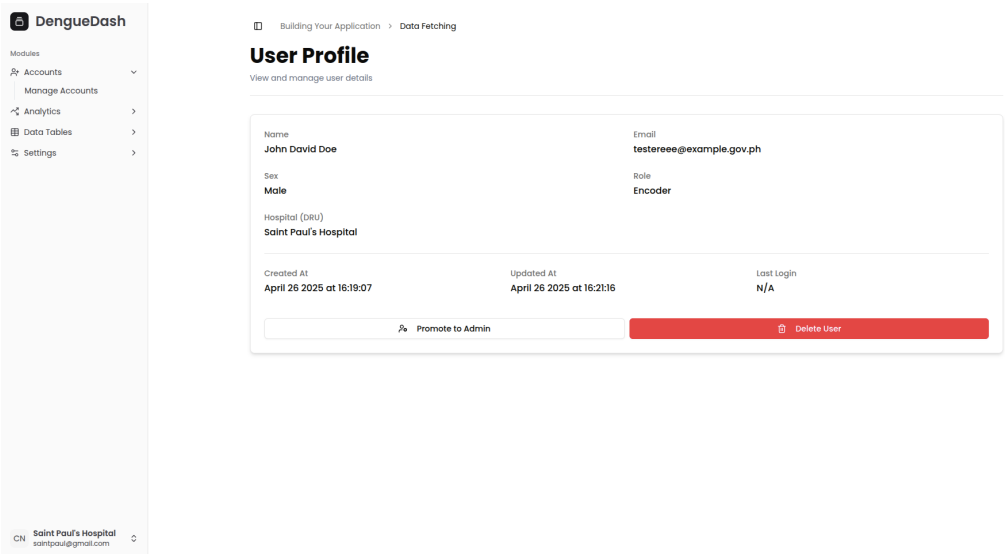 DengueDash
Modules
Accounts
Manage Accounts
Analytics
Data Tables
Settings
CN
Saint Paul's Hospital
saintpaul@gmail.com
Building Your Application > Data Fetching
User Profile
View and manage user details
Name
John David Doe
Email
testereee@example.gov.ph
Sex
Male
Role
Encoder
Hospital (DRU)
Saint Paul's Hospital
Created At
April 26 2025 at 16:19:07
Updated At
April 26 2025 at 16:21:16
Last Login
N/A
Promote to Admin
Delete User